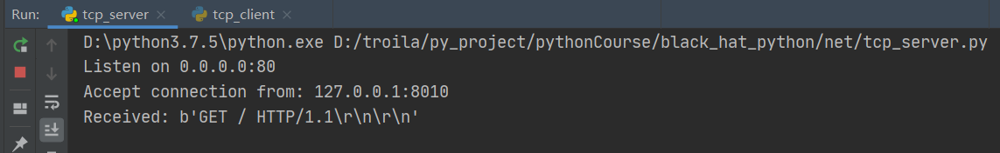 Run: tcp_server × tcp_client ×
D:\python3.7.5\python.exe D:/troila/py_project/pythonCourse/black_hat_python/net/tcp_server.py
Listen on 0.0.0.0:80
Accept connection from: 127.0.0.1:8010
Received: b'GET / HTTP/1.1\r\n\r\n'